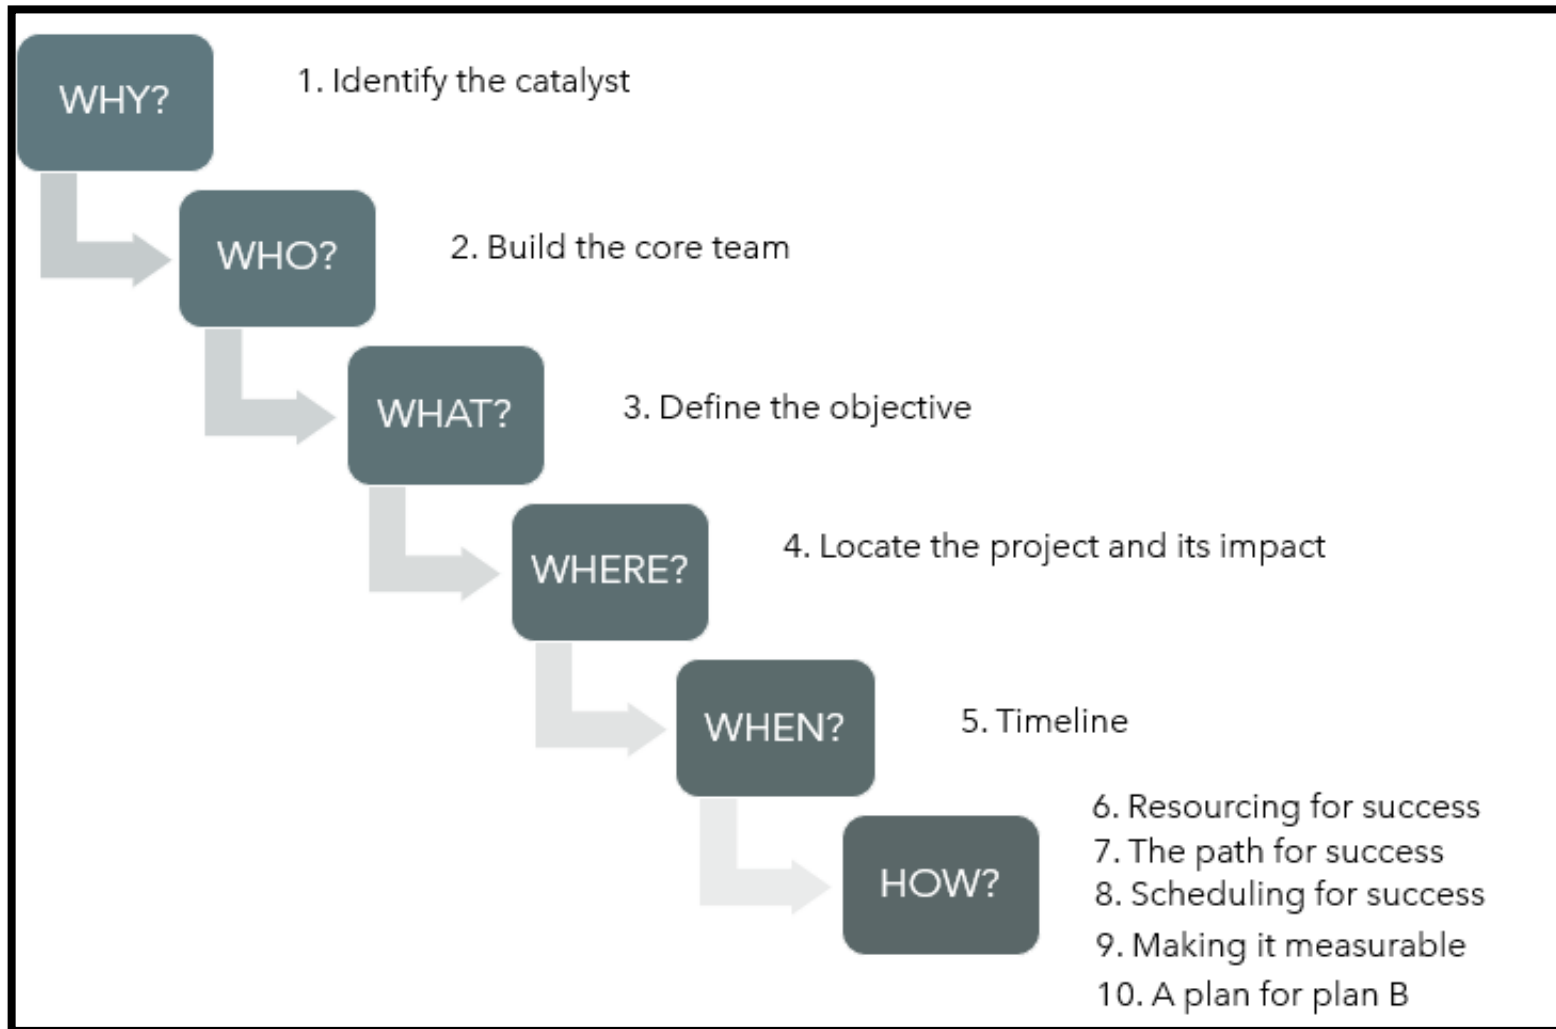 WHY?
1. Identify the catalyst
WHO?
2. Build the core team
WHAT?
3. Define the objective
WHERE?
4. Locate the project and its impact
WHEN?
5. Timeline
HOW?
6. Resourcing for success
7. The path for success
8. Scheduling for success
9. Making it measurable
10. A plan for plan B